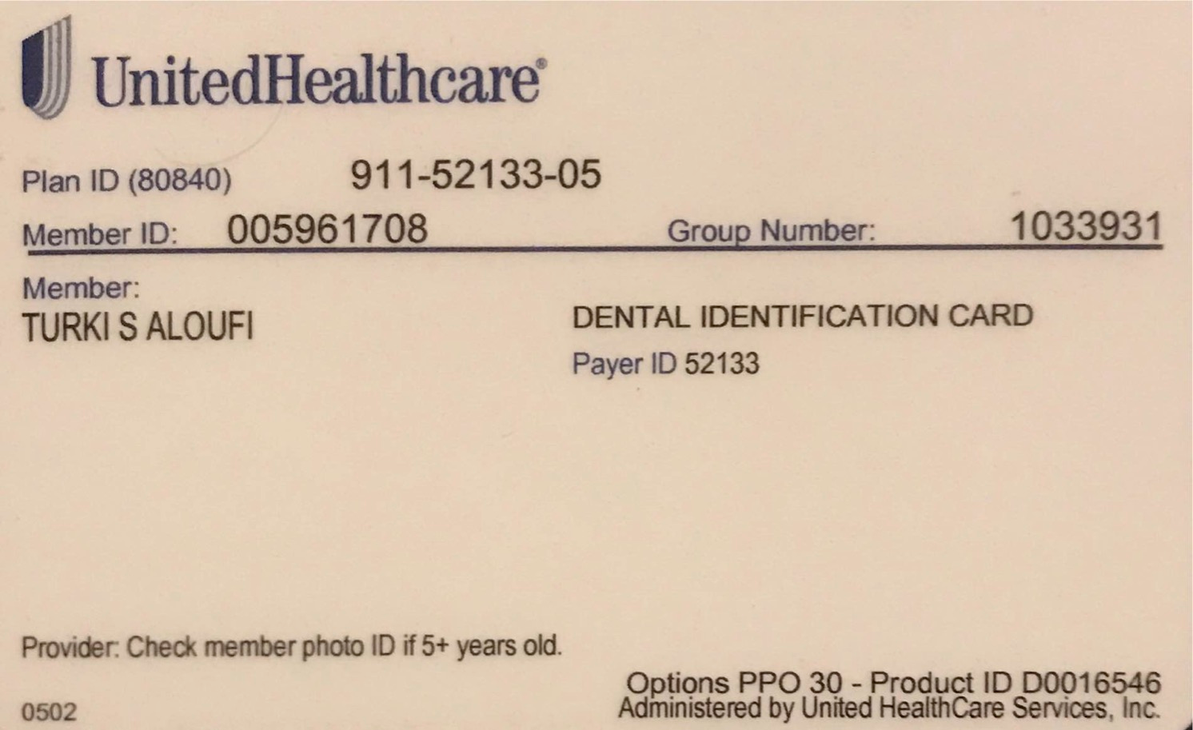 UnitedHealthcare®
Plan ID (80840) 911-52133-05
Member ID: 005961708 Group Number: 1033931
Member:
TURKI S ALOUFI
DENTAL IDENTIFICATION CARD
Payer ID 52133
Provider: Check member photo ID if 5+ years old.
Options PPO 30 - Product ID D0016546
0502 Administered by United HealthCare Services, Inc.